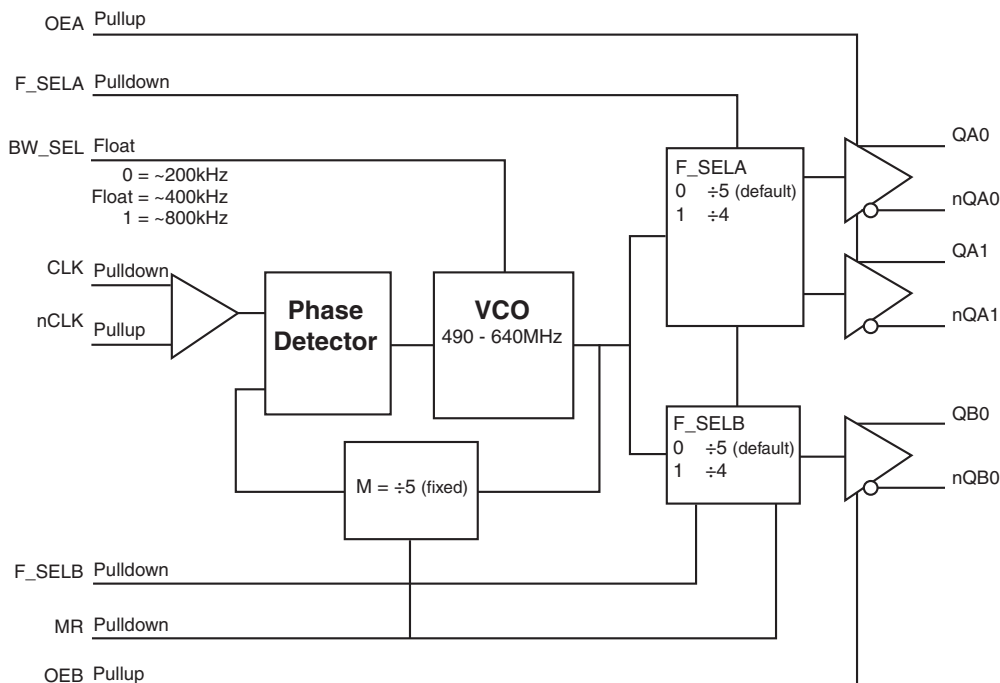 OEA Pullup
F_SELA Pulldown
BW_SEL Float
0 = ~200kHz
Float = ~400kHz
1 = ~800kHz
CLK Pulldown
nCLK Pullup
Phase
Detector
VCO
490 - 640MHz
M = ÷5 (fixed)
F_SELA
0 ÷5 (default)
1 ÷4
F_SELB
0 ÷5 (default)
1 ÷4
QA0
nQA0
QA1
nQA1
QB0
nQB0
F_SELB Pulldown
MR Pulldown
OEB Pullup